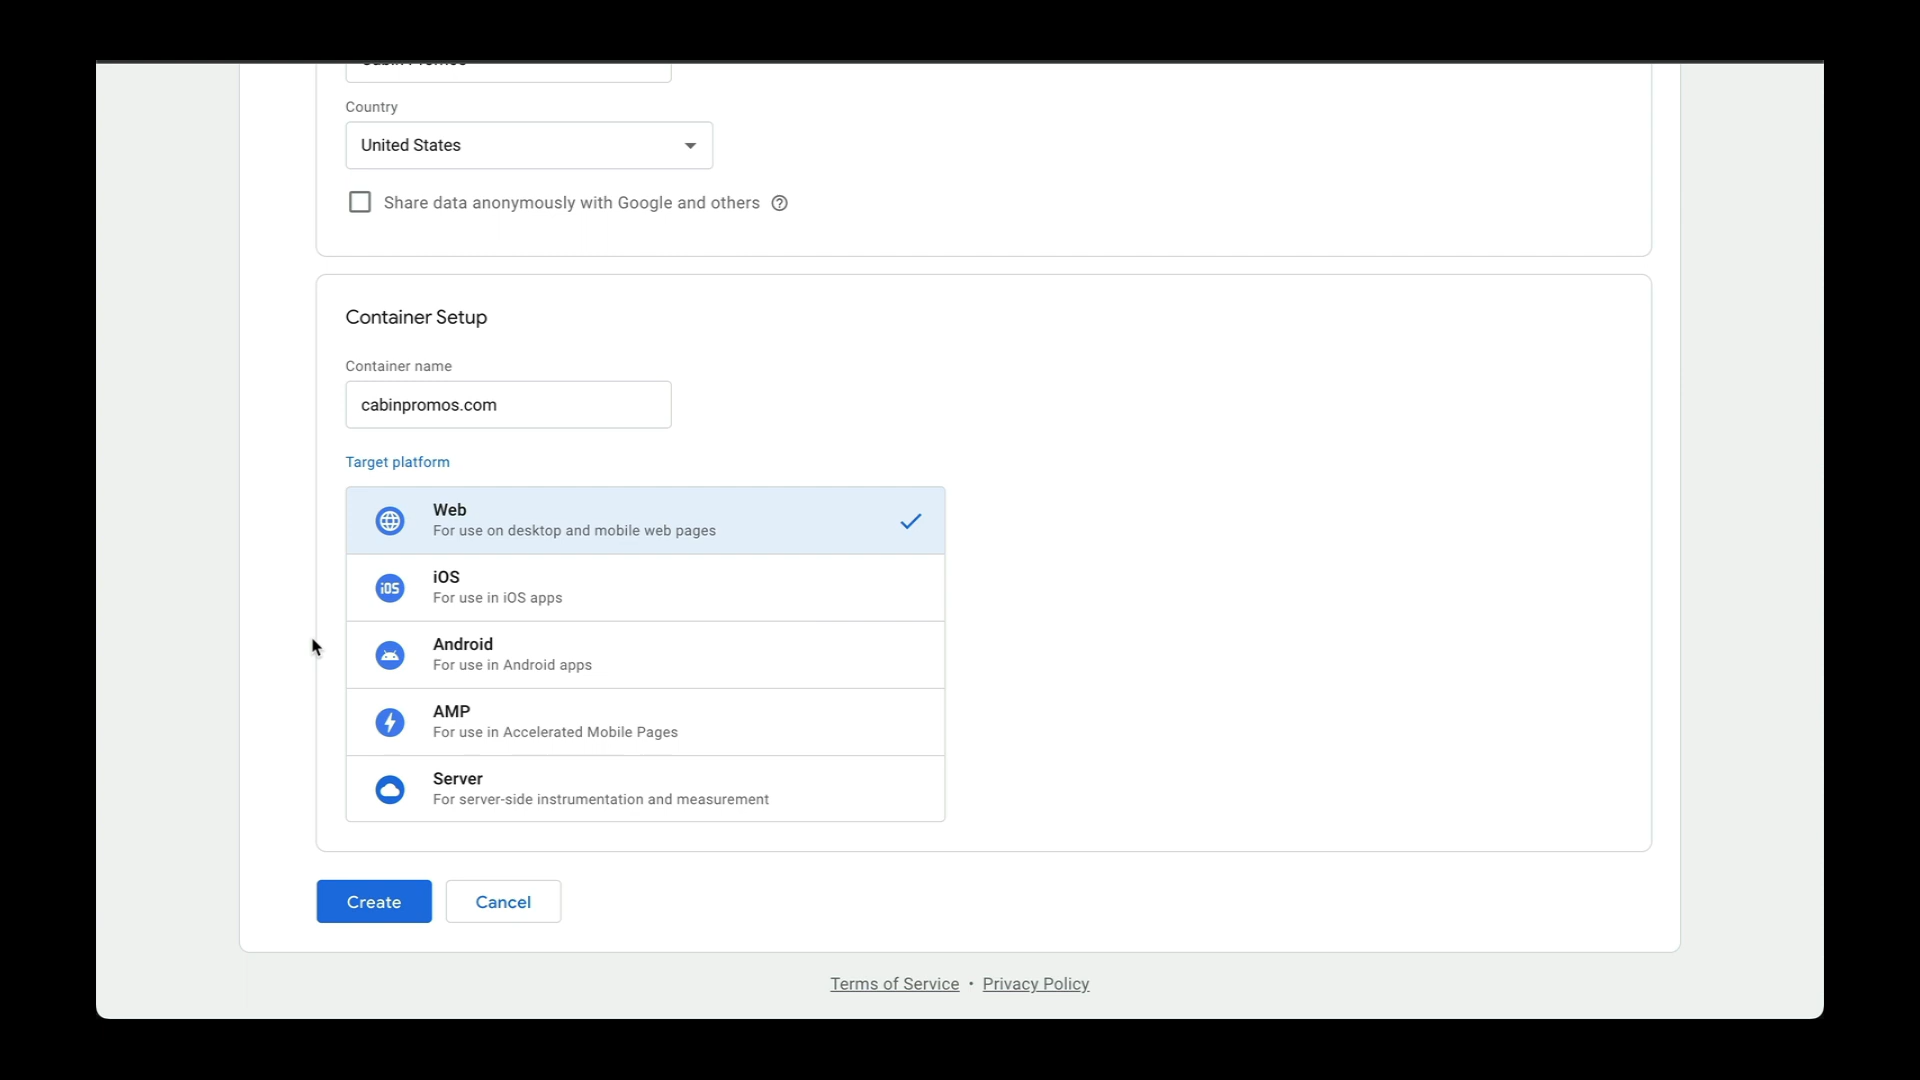 Country
United States
Share data anonymously with Google and others
Container Setup
Container name
cabinpromos.com
Target platform
Web
For use on desktop and mobile web pages
iOS
iOS
For use in iOS apps
Android
For use in Android apps
AMP
For use in Accelerated Mobile Pages
Server
For server-side instrumentation and measurement
Create Cancel
Terms of Service • Privacy Policy